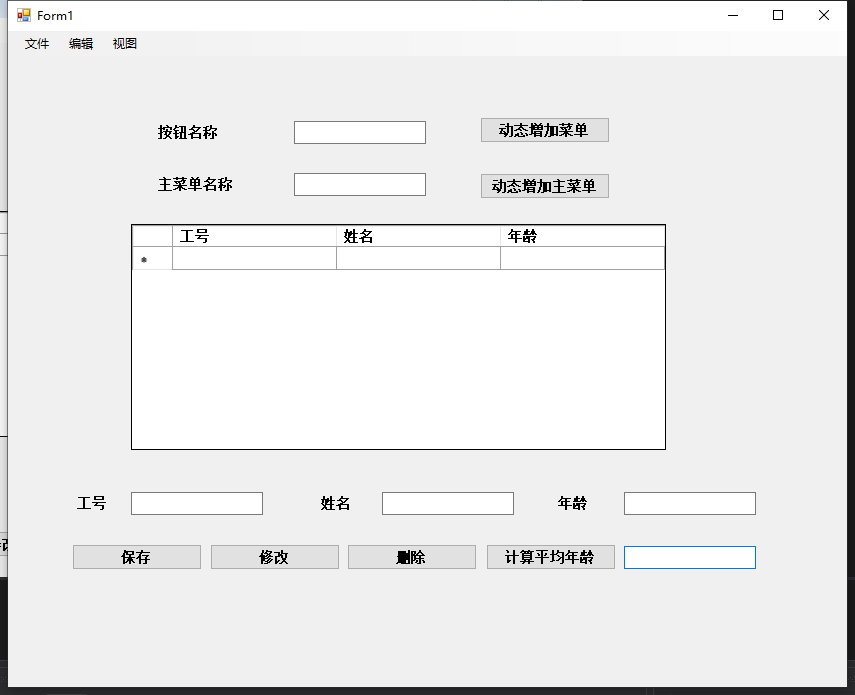 Form1
文件 编辑 视图
按钮名称 动态增加菜单
主菜单名称 动态增加主菜单
工号 姓名 年龄
工号 姓名 年龄
保存 修改 删除 计算平均年龄